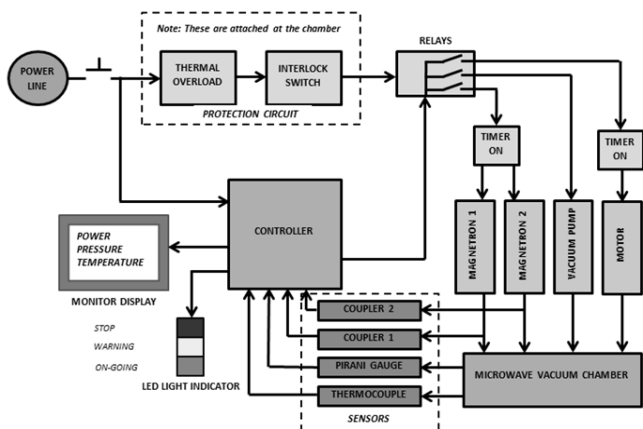 Note: These are attached at the chamber
RELAYS
POWER
LINE
THERMAL
OVERLOAD
INTERLOCK
SWITCH
PROTECTION CIRCUIT
TIMER
ON
TIMER
ON
CONTROLLER
MAGNETRON 1
MAGNETRON 2
VACUUM PUMP
MOTOR
POWER
PRESSURE
TEMPERATURE
MONITOR DISPLAY
STOP
WARNING
ON-GOING
LED LIGHT INDICATOR
COUPLER 2
COUPLER 1
PIRANI GAUGE
THERMOCOUPLE
SENSORS
MICROWAVE VACUUM CHAMBER